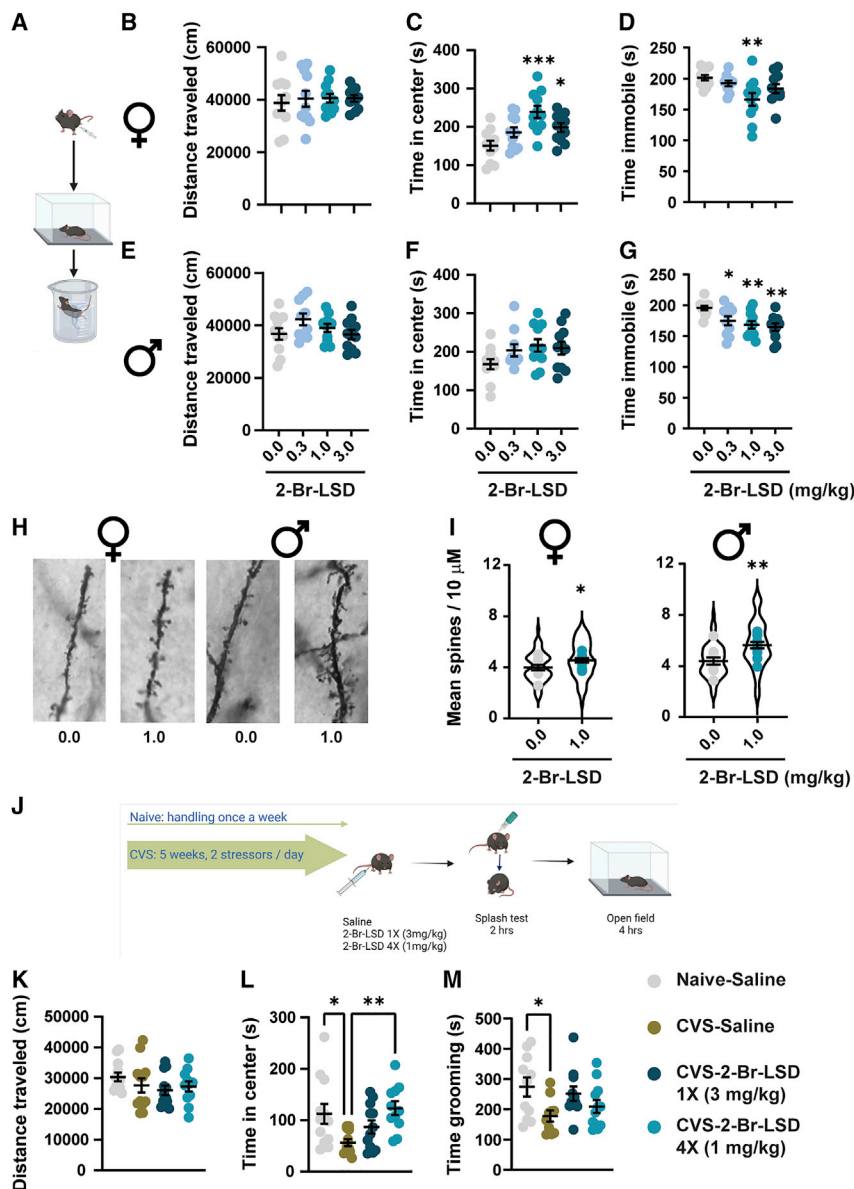 A
B
Distance traveled (cm)
60000
40000
20000
0
C
Time in center (s)
400
300
200
100
0
***
*
D
Time immobile (s)
250
200
150
100
50
0
**
E
Distance traveled (cm)
60000
40000
20000
0
0.0
0.3
1.0
3.0
2-Br-LSD
F
Time in center (s)
400
300
200
100
0
0.0
0.3
1.0
3.0
2-Br-LSD
G
Time immobile (s)
250
200
150
100
50
0
*
**
**
0.0
0.3
1.0
3.0
2-Br-LSD (mg/kg)
H
♀
♂
0.0
1.0
0.0
1.0
I
♀
♂
Mean spines / 10 μM
12
8
4
0
*
0.0
1.0
2-Br-LSD
12
8
4
0
**
0.0
1.0
2-Br-LSD (mg/kg)
J
Naive: handling once a week
CVS: 5 weeks, 2 stressors / day
Saline
2-Br-LSD 1X (3mg/kg)
2-Br-LSD 4X (1mg/kg)
Splash test
2 hrs
Open field
4 hrs
K
Distance traveled (cm)
50000
40000
30000
20000
10000
0
L
Time in center (s)
300
200
100
0
*
**
M
Time grooming (s)
500
400
300
200
100
0
*
Naive-Saline
CVS-Saline
CVS-2-Br-LSD
1X (3 mg/kg)
CVS-2-Br-LSD
4X (1 mg/kg)